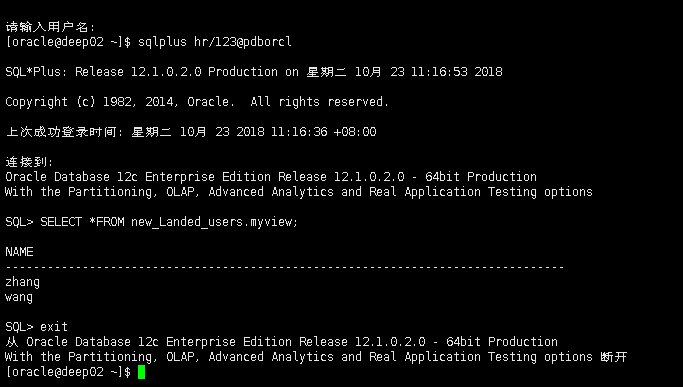 请输入用户名:
[oracle@deep02 ~]$ sqlplus hr/123@pdborcl
SQL*Plus: Release 12.1.0.2.0 Production on 星期二 10月 23 11:16:53 2018
Copyright (c) 1982, 2014, Oracle.  All rights reserved.
上次成功登录时间: 星期二 10月 23 2018 11:16:36 +08:00
连接到:
Oracle Database 12c Enterprise Edition Release 12.1.0.2.0 - 64bit Production
With the Partitioning, OLAP, Advanced Analytics and Real Application Testing options
SQL> SELECT *FROM new_Landed_users.myview;
NAME
--------------------------------------------------------------------------------
zhang
wang
SQL> exit
从 Oracle Database 12c Enterprise Edition Release 12.1.0.2.0 - 64bit Production
With the Partitioning, OLAP, Advanced Analytics and Real Application Testing options 断开
[oracle@deep02 ~]$